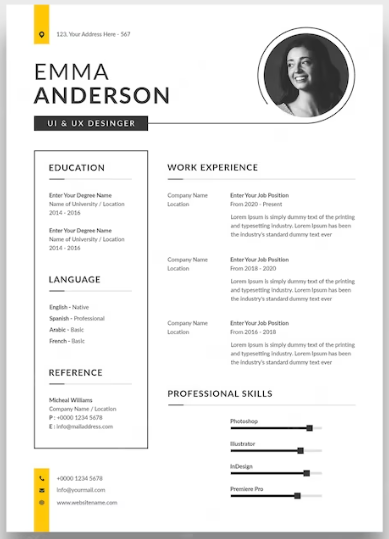 123, Your Address Here - 567
EMMA
ANDERSON
UI & UX DESINGER
EDUCATION
Enter Your Degree Name
Name of University / Location
2014 - 2016
Enter Your Degree Name
Name of University / Location
2014 - 2016
LANGUAGE
English - Native
Spanish - Professional
Arabic - Basic
French - Basic
REFERENCE
Micheal Williams
Company Name / Location
P : +0000 1234 5678
E : info@mailaddress.com
+0000 1234 5678
info@yourmail.com
www.websitename.com
WORK EXPERIENCE
Company Name
Location
Enter Your Job Position
From 2020 - Present
Lorem Ipsum is simply dummy text of the printing
and typesetting industry. Lorem Ipsum has been
the industry's standard dummy text ever
Company Name
Location
Enter Your Job Position
From 2018 - 2020
Lorem Ipsum is simply dummy text of the printing
and typesetting industry. Lorem Ipsum has been
the industry's standard dummy text ever
Company Name
Location
Enter Your Job Position
From 2016 - 2018
Lorem Ipsum is simply dummy text of the printing
and typesetting industry. Lorem Ipsum has been
the industry's standard dummy text ever
PROFESSIONAL SKILLS
Photoshop
Illustrator
InDesign
Premiere Pro